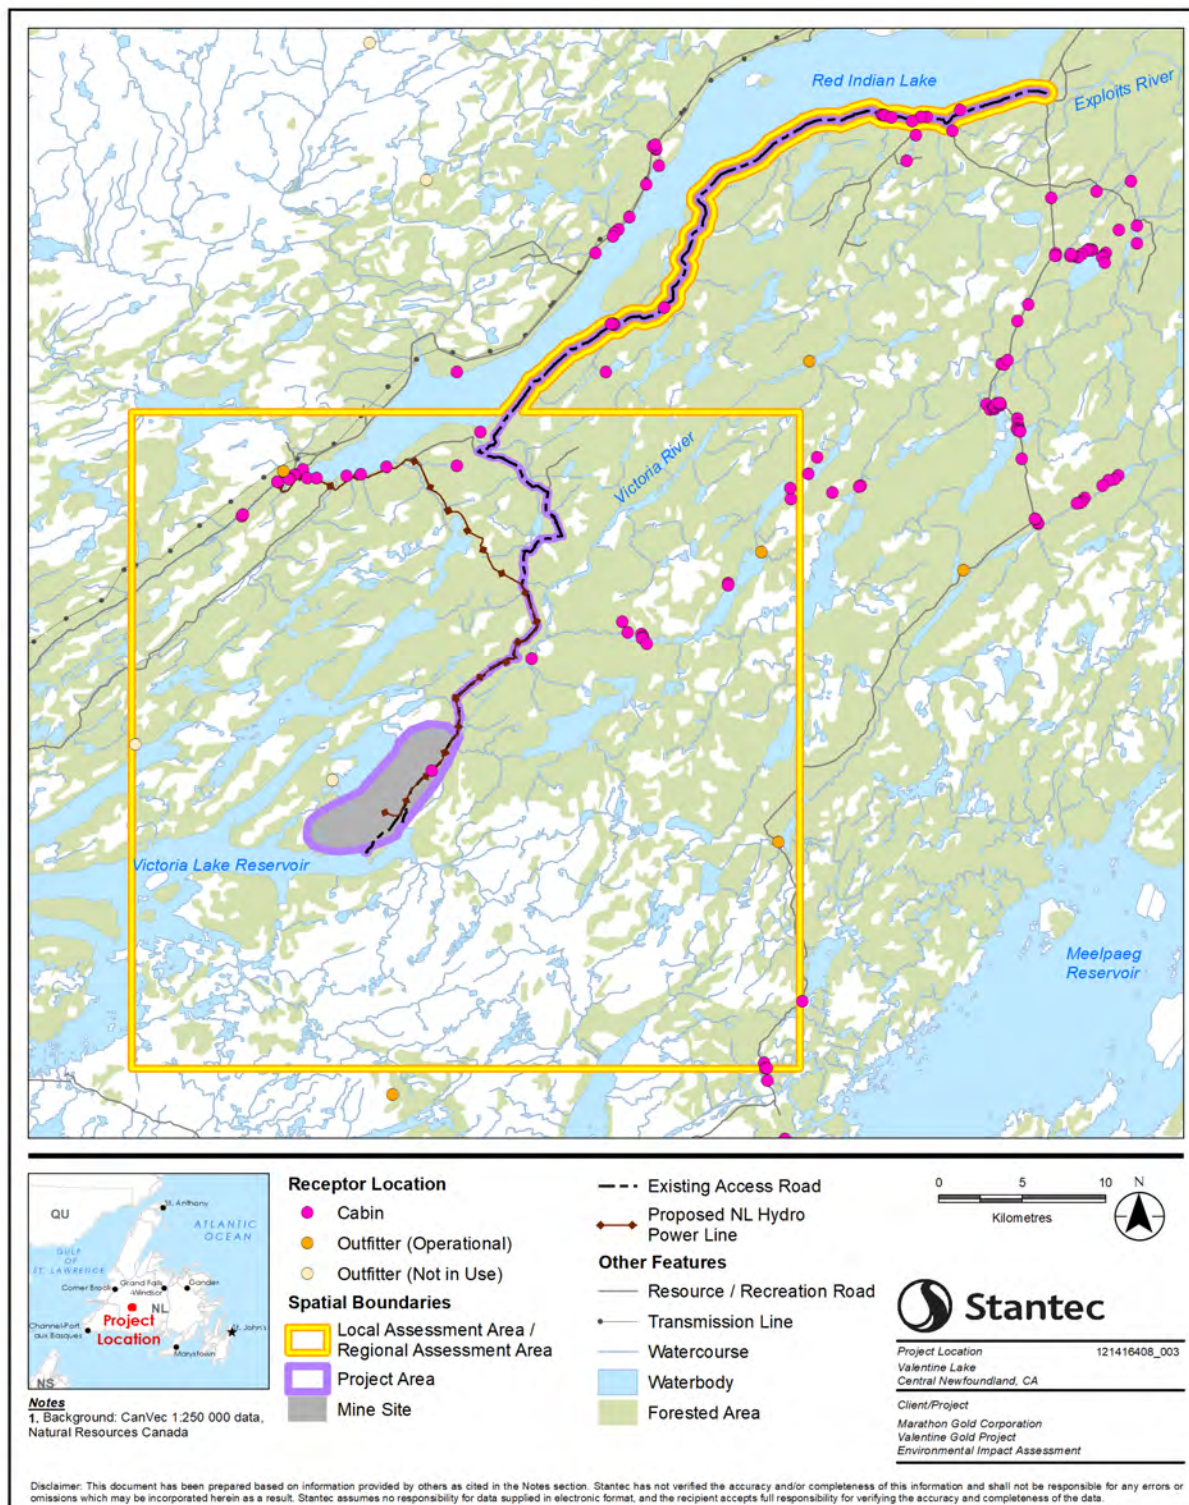 Red Indian Lake
Exploits River
Victoria River
Victoria Lake Reservoir
Meelpaeg
Reservoir
QU
St. Anthony
ATLANTIC
OCEAN
GULF
OF
ST. LAWRENCE
Corner Brook
Grand Falls
-Windsor
Gander
NL
Project
Location
Channel-Port
aux Basques
St. John's
Marystown
NS
Notes
1. Background: CanVec 1:250 000 data,
Natural Resources Canada
Receptor Location
Cabin
Outfitter (Operational)
Outfitter (Not in Use)
Spatial Boundaries
Local Assessment Area /
Regional Assessment Area
Project Area
Mine Site
Existing Access Road
Proposed NL Hydro
Power Line
Other Features
Resource / Recreation Road
Transmission Line
Watercourse
Waterbody
Forested Area
0 5 10
Kilometres
N
Stantec
Project Location 121416408_003
Valentine Lake
Central Newfoundland, CA
Client/Project
Marathon Gold Corporation
Valentine Gold Project
Environmental Impact Assessment
Disclaimer: This document has been prepared based on information provided by others as cited in the Notes section. Stantec has not verified the accuracy and/or completeness of this information and shall not be responsible for any errors or
omissions which may be incorporated herein as a result. Stantec assumes no responsibility for data supplied in electronic format, and the recipient accepts full responsibility for verifying the accuracy and completeness of the data.